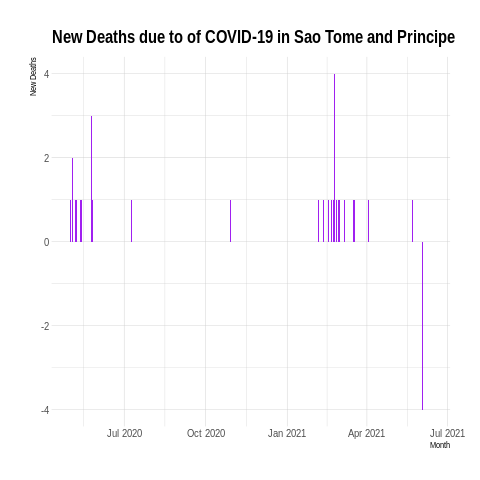 New Deaths due to of COVID-19 in Sao Tome and Principe
New Deaths
4
2
0
-2
-4
Jul 2020 Oct 2020 Jan 2021 Apr 2021 Jul 2021
Month